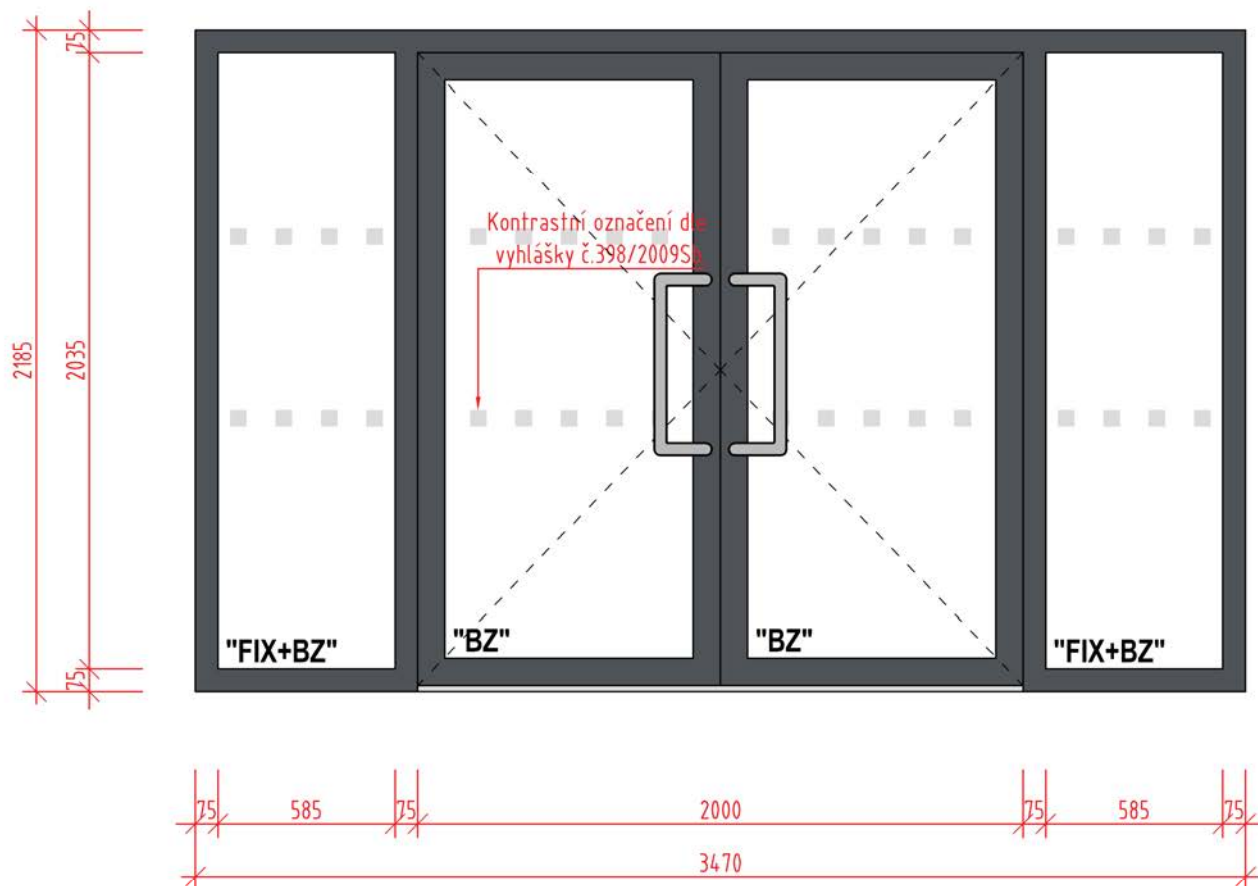 75
2185
2035
75
Kontrastní označení dle
vyhlášky č.398/2009Sb.
"FIX+BZ"
"BZ"
"BZ"
"FIX+BZ"
75
585
75
2000
75
585
75
3470